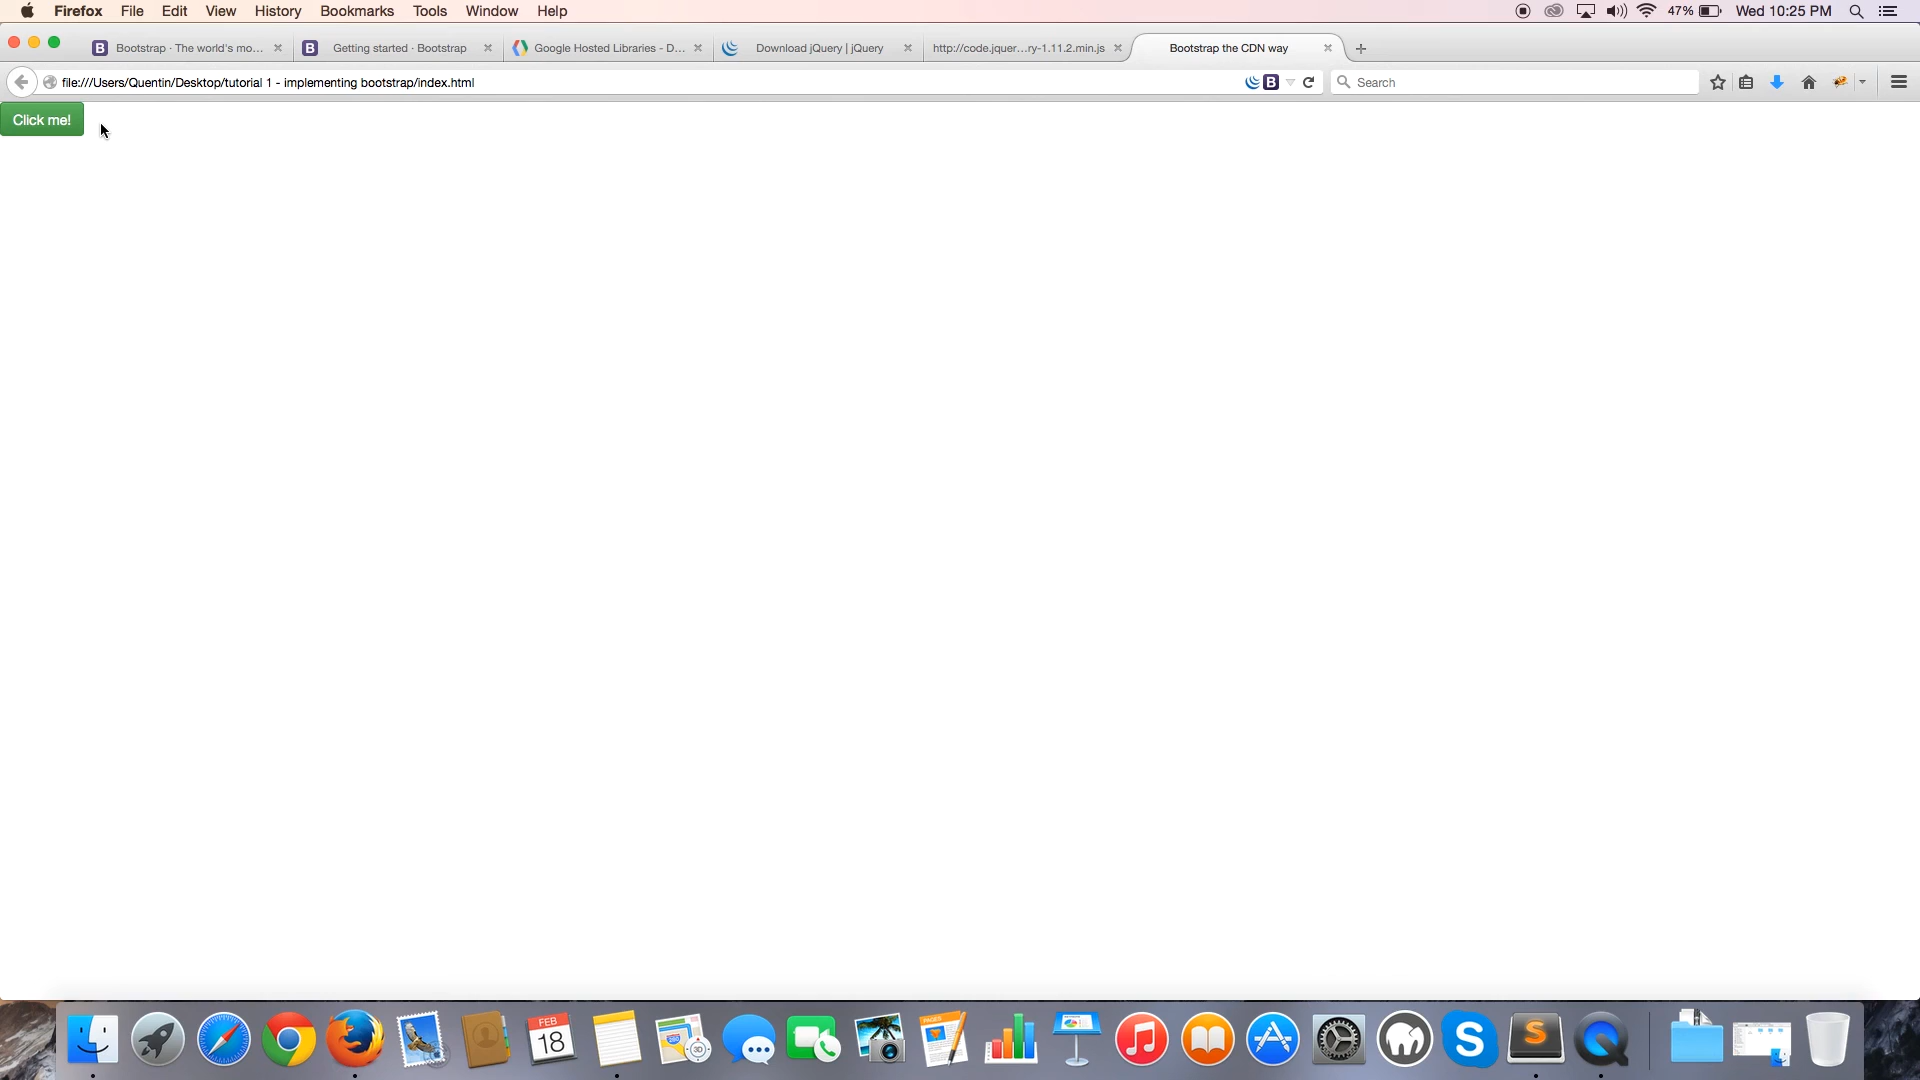 Firefox File Edit View History Bookmarks Tools Window Help 47% Wed 10:25 PM
Bootstrap · The world's mo... Getting started · Bootstrap Google Hosted Libraries - D... Download jQuery | jQuery http://code.jquer...ry-1.11.2.min.js Bootstrap the CDN way
file:///Users/Quentin/Desktop/tutorial 1 - implementing bootstrap/index.html Search
Click me!
FEB
18
3D
PAGES